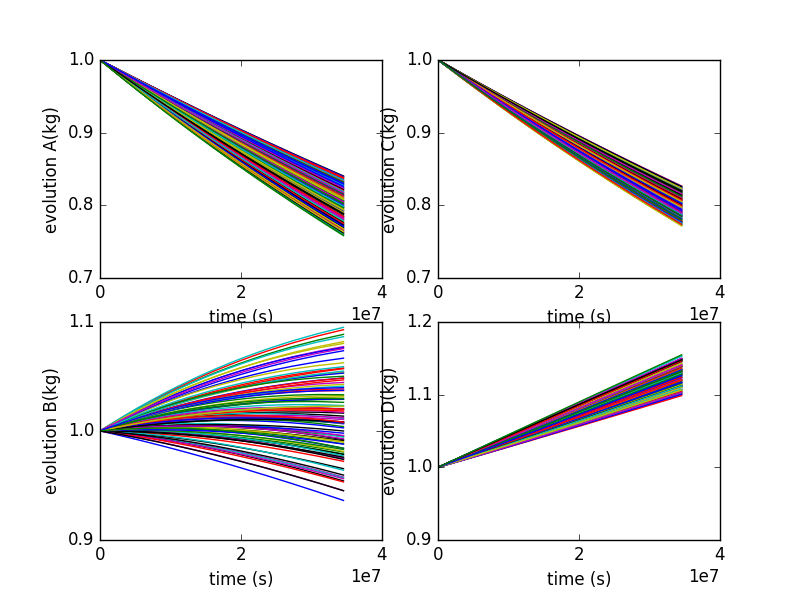 1.0
0.9
0.8
0.7
evolution A(kg)
0 2 4
time (s)
1e7
1.0
0.9
0.8
0.7
evolution C(kg)
0 2 4
time (s)
1e7
1.1
1.0
0.9
evolution B(kg)
0 2 4
time (s)
1e7
1.2
1.1
1.0
0.9
evolution D(kg)
0 2 4
time (s)
1e7